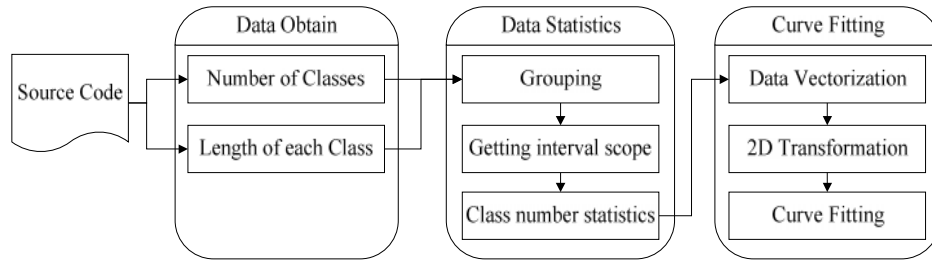 Source Code
Data Obtain
Number of Classes
Length of each Class
Data Statistics
Grouping
Getting interval scope
Class number statistics
Curve Fitting
Data Vectorization
2D Transformation
Curve Fitting